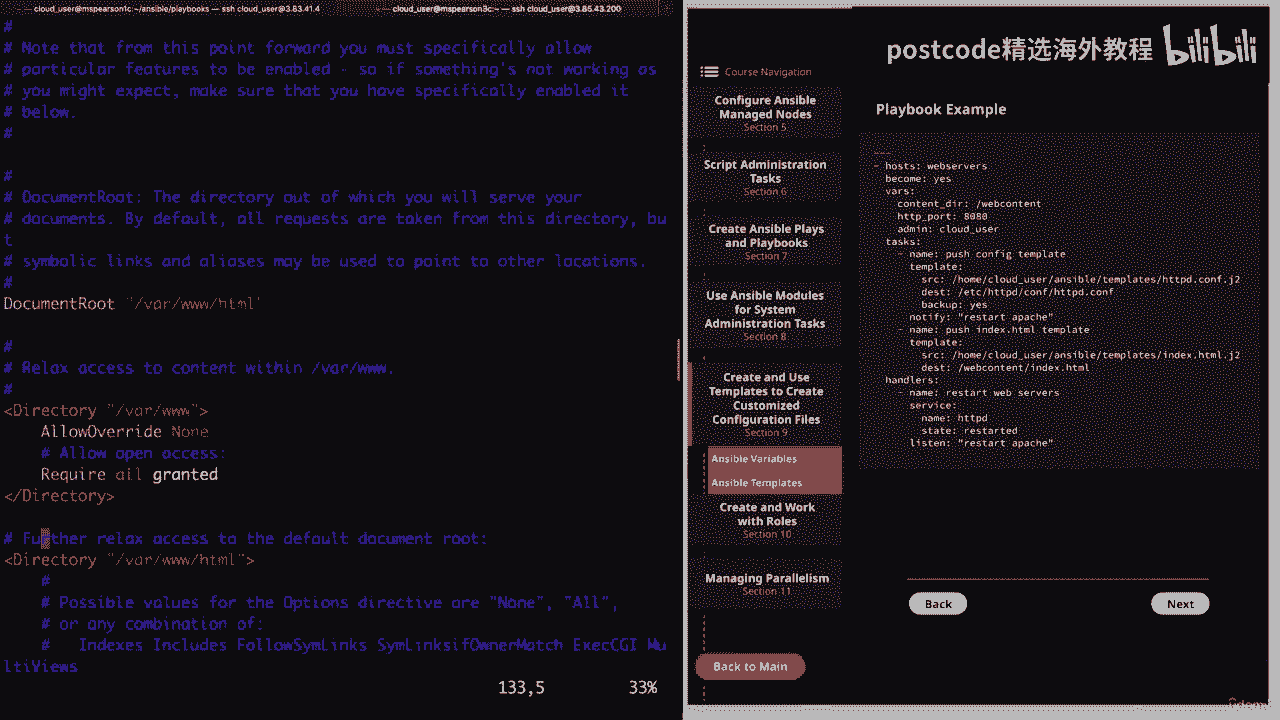 cloud_user@mspearson1c:~/ansible/playbooks — ssh cloud_user@3.83.41.4
cloud_user@mspearson3c:~ — ssh cloud_user@3.85.43.200
#
# Note that from this point forward you must specifically allow
# particular features to be enabled - so if something's not working as
# you might expect, make sure that you have specifically enabled it
# below.
#
#
# DocumentRoot: The directory out of which you will serve your
# documents. By default, all requests are taken from this directory, bu
t
# symbolic links and aliases may be used to point to other locations.
#
DocumentRoot "/var/www/html"
#
# Relax access to content within /var/www.
#
<Directory "/var/www">
AllowOverride None
# Allow open access:
Require all granted
</Directory>
# Further relax access to the default document root:
<Directory "/var/www/html">
#
# Possible values for the Options directive are "None", "All",
# or any combination of:
#   Indexes Includes FollowSymLinks SymLinksifOwnerMatch ExecCGI Mu
ltiViews
133,5 33%
postcode精选海外教程 bilibili
Course Navigation
Configure Ansible
Managed Nodes
Section 5
Script Administration
Tasks
Section 6
Create Ansible Plays
and Playbooks
Section 7
Use Ansible Modules
for System
Administration Tasks
Section 8
Create and Use
Templates to Create
Customized
Configuration Files
Section 9
Ansible Variables
Ansible Templates
Create and Work
with Roles
Section 10
Managing Parallelism
Section 11
Back to Main
Playbook Example
---
- hosts: webservers
become: yes
vars:
content_dir: /webcontent
http_port: 8080
admin: cloud_user
tasks:
name: push config template
template:
src: /home/cloud_user/ansible/templates/httpd.conf.j2
dest: /etc/httpd/conf/httpd.conf
backup: yes
notify: "restart apache"
- name: push index.html template
template:
src: /home/cloud_user/ansible/templates/index.html.j2
dest: /webcontent/index.html
handlers:
- name: restart web servers
service:
name: httpd
state: restarted
listen: "restart apache"
Back
Next
Udemy